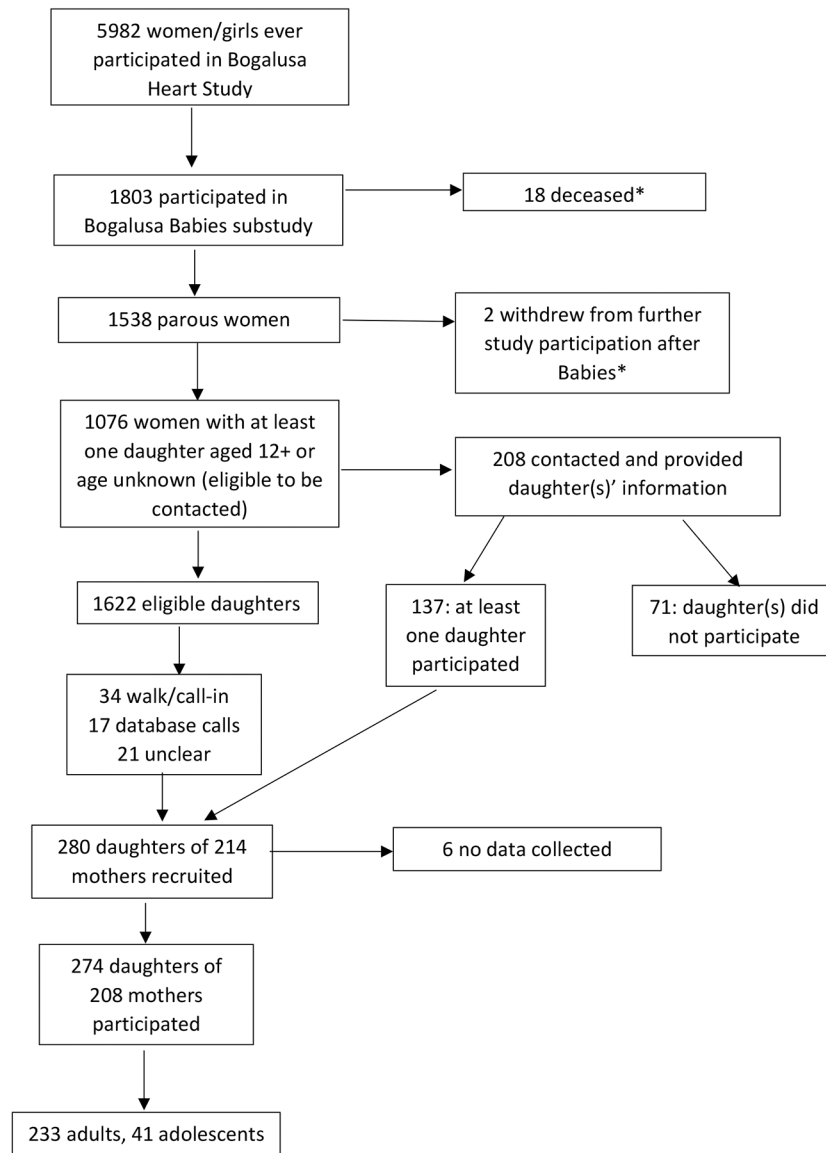 5982 women/girls ever
participated in Bogalusa
Heart Study
1803 participated in
Bogalusa Babies substudy
18 deceased*
1538 parous women
2 withdrew from further
study participation after
Babies*
1076 women with at least
one daughter aged 12+ or
age unknown (eligible to be
contacted)
208 contacted and provided
daughter(s)’ information
1622 eligible daughters
137: at least
one daughter
participated
71: daughter(s) did
not participate
34 walk/call-in
17 database calls
21 unclear
280 daughters of 214
mothers recruited
6 no data collected
274 daughters of
208 mothers
participated
233 adults, 41 adolescents